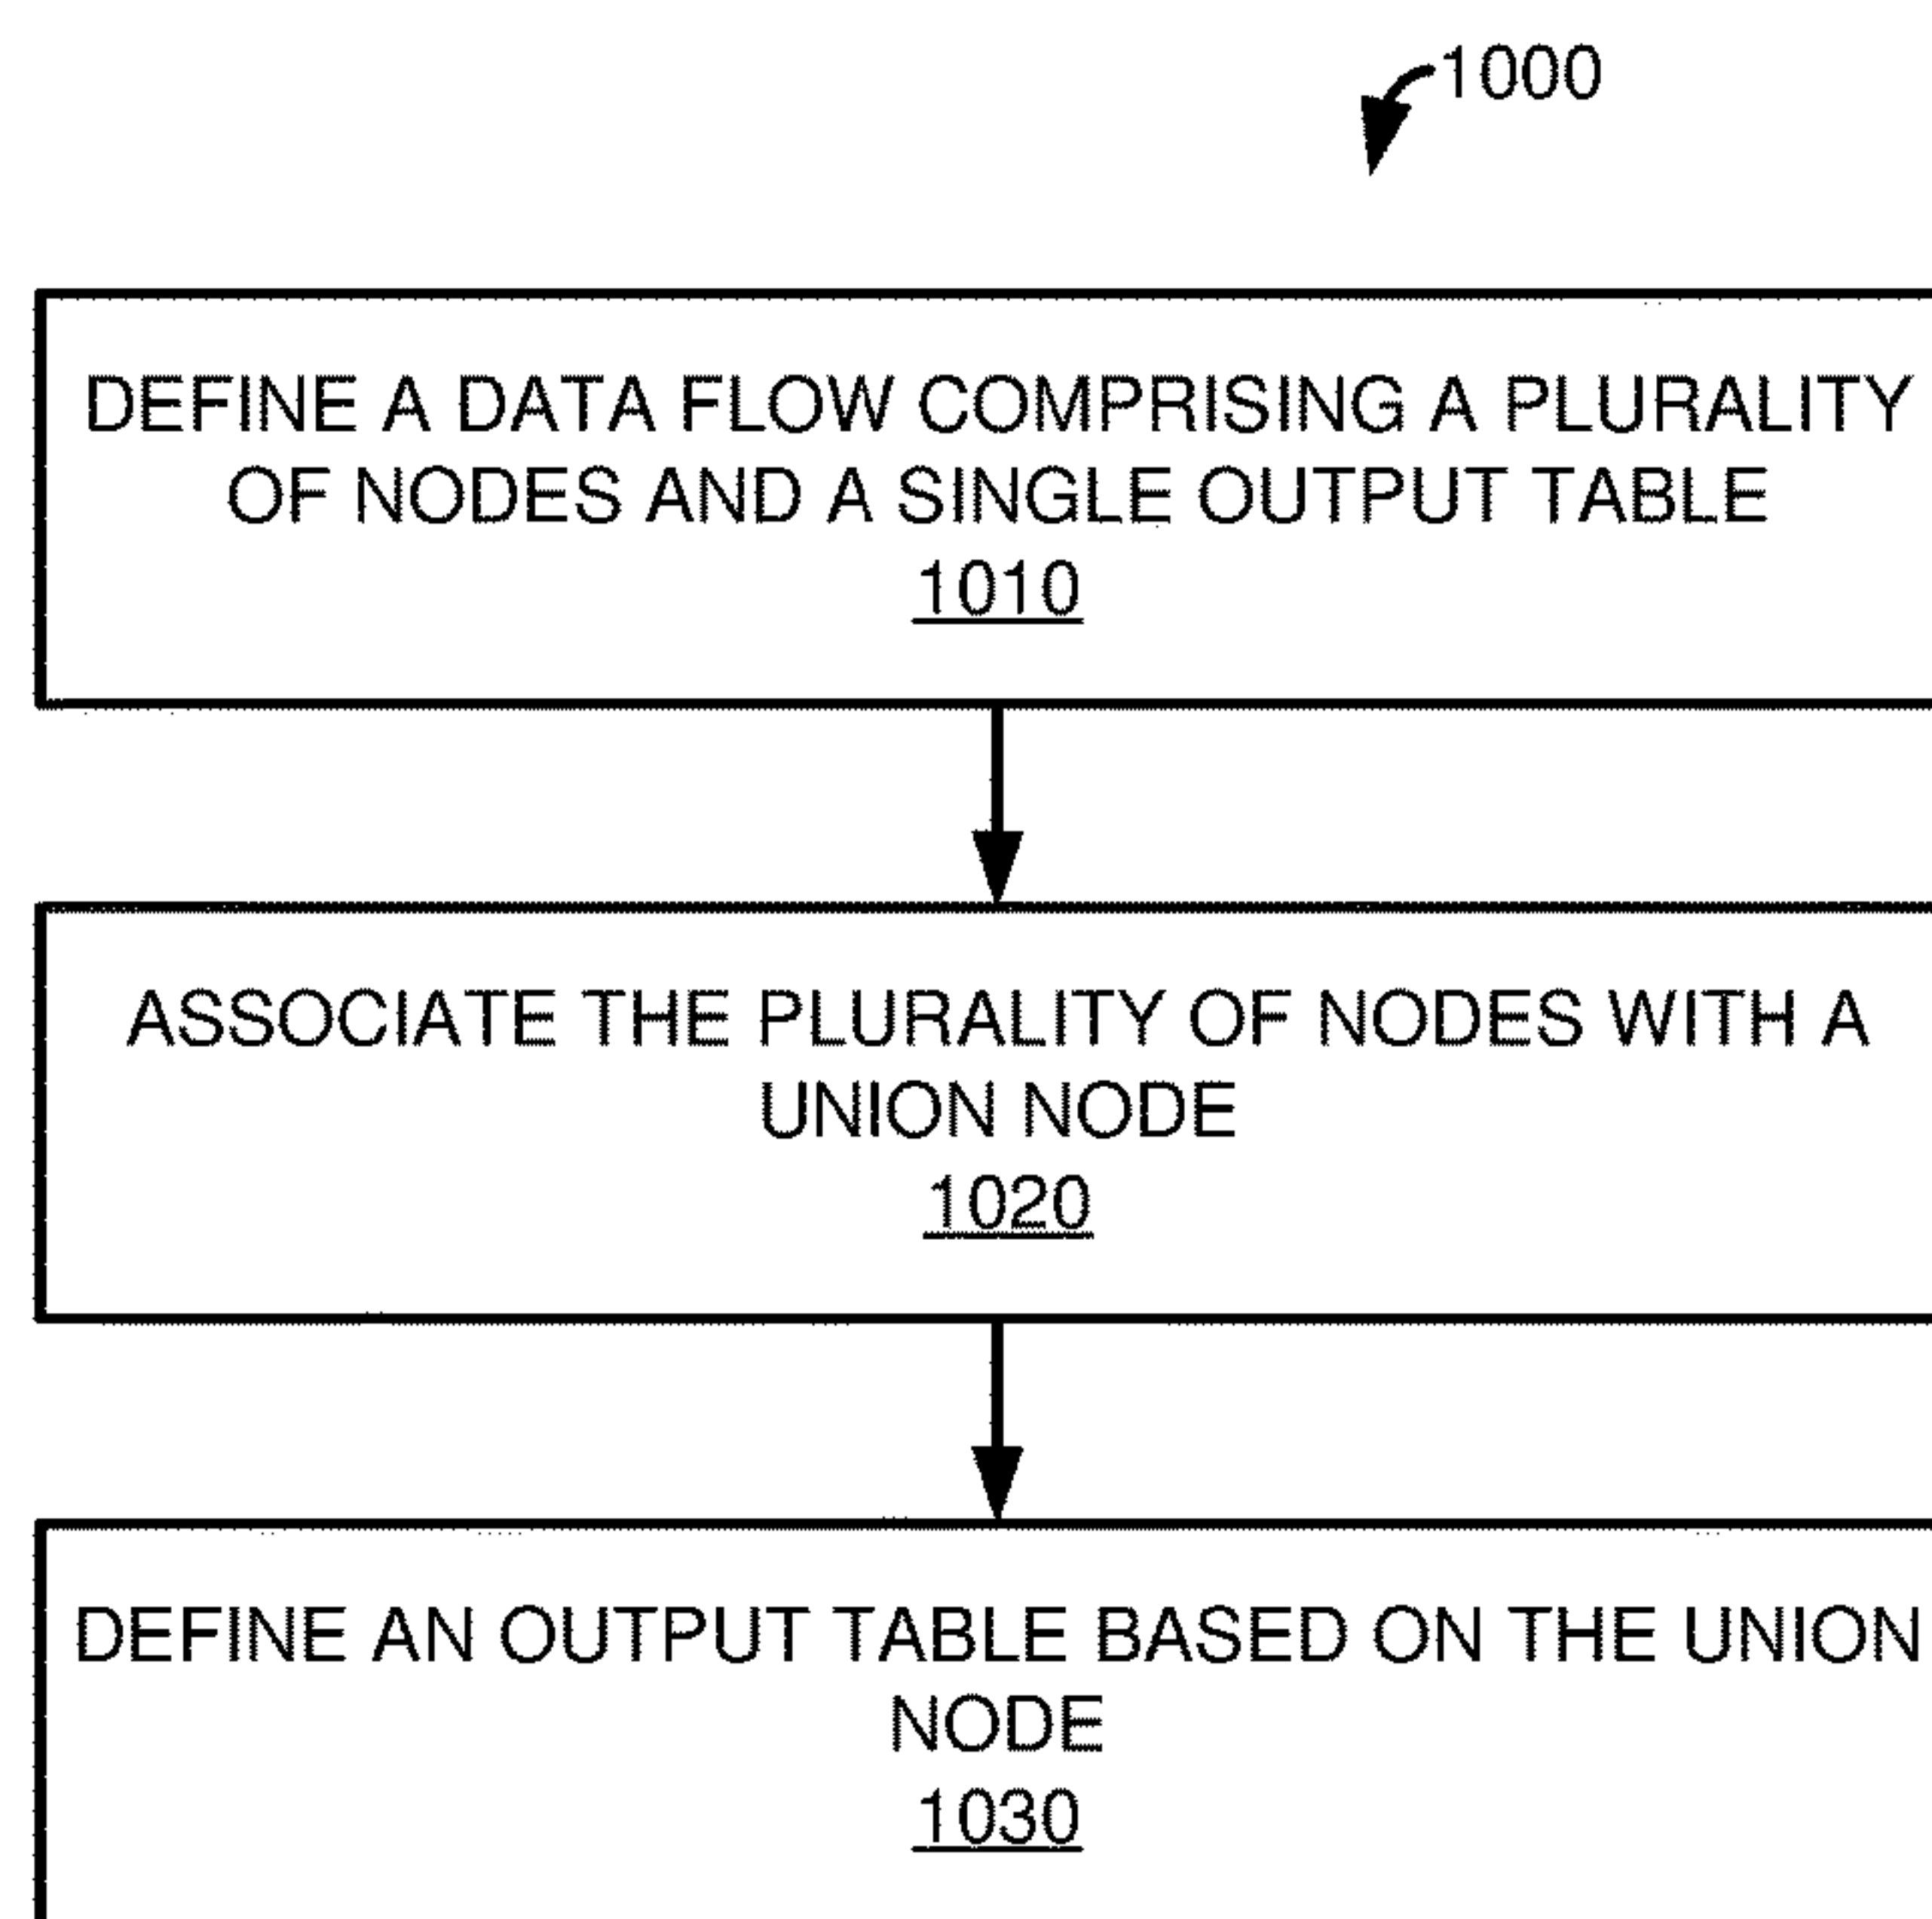 1000
DEFINE A DATA FLOW COMPRISING A PLURALITY
OF NODES AND A SINGLE OUTPUT TABLE
1010
ASSOCIATE THE PLURALITY OF NODES WITH A
UNION NODE
1020
DEFINE AN OUTPUT TABLE BASED ON THE UNION
NODE
1030